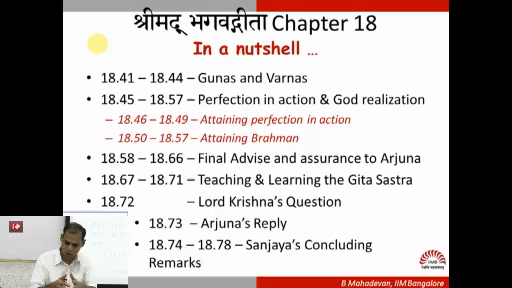 श्रीमद् भगवद्गीता Chapter 18
In a nutshell …
• 18.41 – 18.44 – Gunas and Varnas
• 18.45 – 18.57 – Perfection in action & God realization
– 18.46 – 18.49 – Attaining perfection in action
– 18.50 – 18.57 – Attaining Brahman
• 18.58 – 18.66 – Final Advise and assurance to Arjuna
• 18.67 – 18.71 – Teaching & Learning the Gita Sastra
• 18.72 – Lord Krishna's Question
• 18.73 – Arjuna's Reply
• 18.74 – 18.78 – Sanjaya's Concluding
Remarks
B Mahadevan, IIM Bangalore